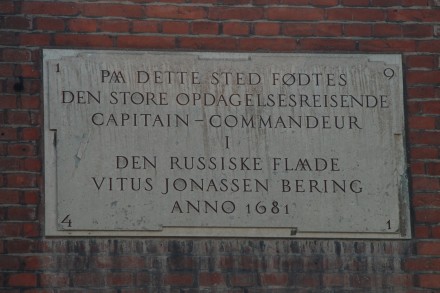 1 9
PAA DETTE STED FØDTES
DEN STORE OPDAGELSESREISENDE
CAPITAIN-COMMANDEUR
I
DEN RUSSISKE FLAADE
VITUS JONASSEN BERING
ANNO 1681
4 1